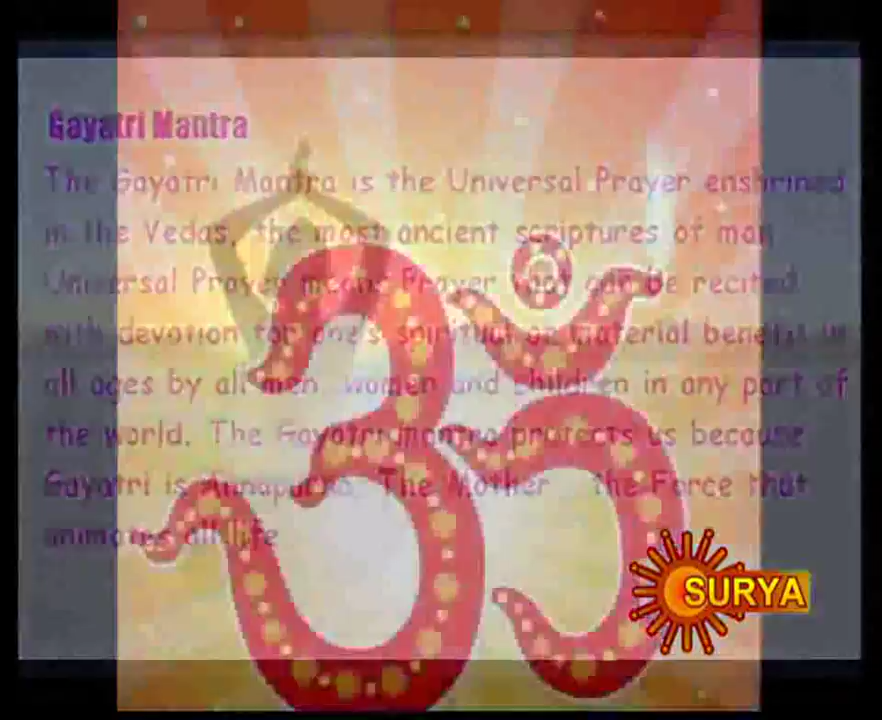 Gayatri Mantra
The Gayatri Mantra is the Universal Prayer enshrined
in the Vedas, the most ancient scriptures of man
Universal Prayer means Prayer that can be recited
with devotion for one's spiritual or material benefit in
all ages by all men, women and children in any part of
the world. The Gayatri mantra protects us because
Gayatri is Annapurna, The Mother, the Force that
animates all life
SURYA
ॐ